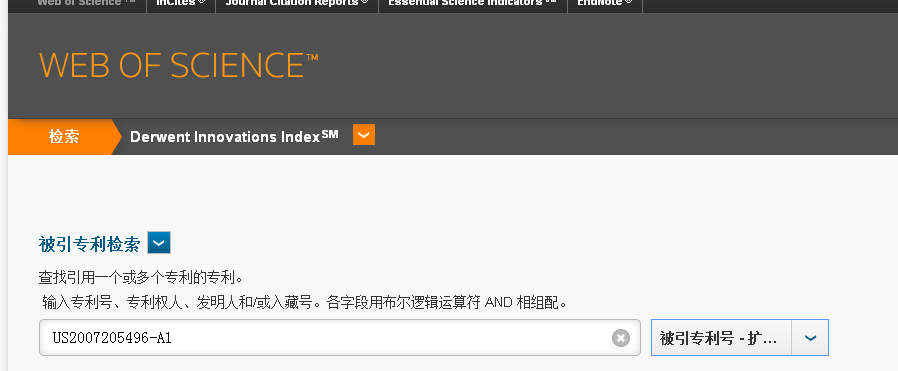 Web of Science™ InCites® Journal Citation Reports® Essential Science Indicators℠ EndNote®
WEB OF SCIENCE™
检索 Derwent Innovations Index℠
被引专利检索
查找引用一个或多个专利的专利。
输入专利号、专利权人、发明人和/或入藏号。各字段用布尔逻辑运算符 AND 相组配。
US2007205496-A1 被引专利号 - 扩...